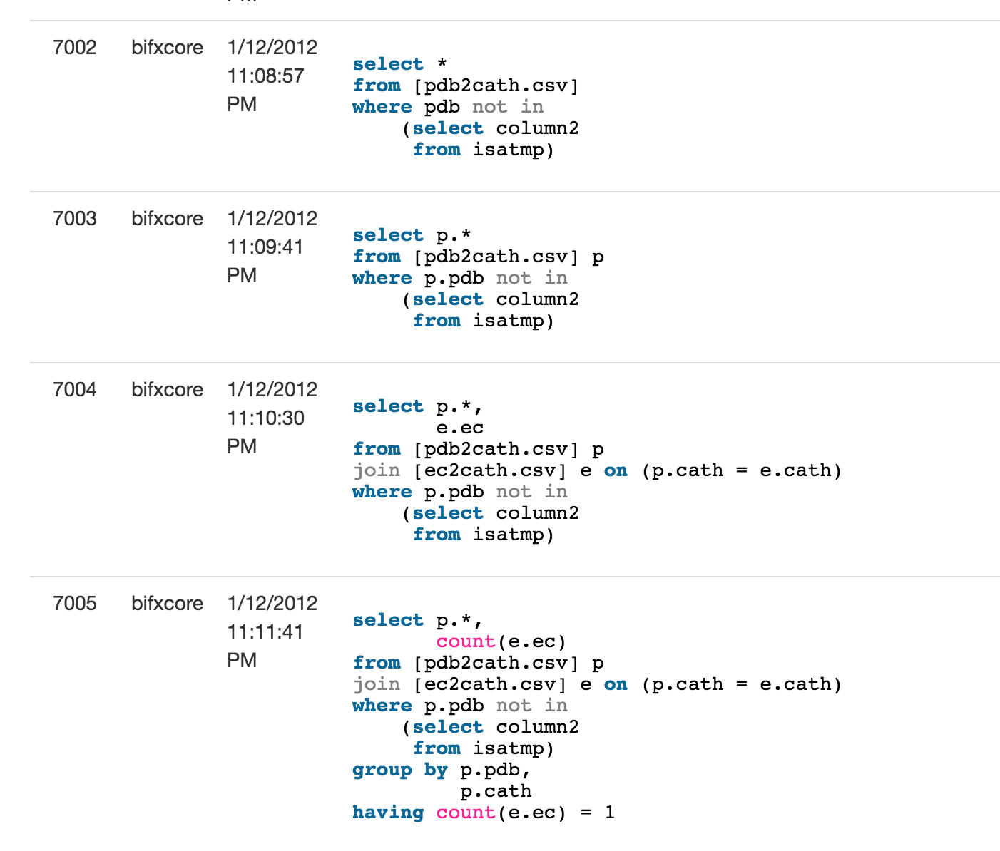 PM
7002 bifxcore 1/12/2012
11:08:57
PM
select *
from [pdb2cath.csv]
where pdb not in
(select column2
from isatmp)
7003 bifxcore 1/12/2012
11:09:41
PM
select p.*
from [pdb2cath.csv] p
where p.pdb not in
(select column2
from isatmp)
7004 bifxcore 1/12/2012
11:10:30
PM
select p.*,
e.ec
from [pdb2cath.csv] p
join [ec2cath.csv] e on (p.cath = e.cath)
where p.pdb not in
(select column2
from isatmp)
7005 bifxcore 1/12/2012
11:11:41
PM
select p.*,
count(e.ec)
from [pdb2cath.csv] p
join [ec2cath.csv] e on (p.cath = e.cath)
where p.pdb not in
(select column2
from isatmp)
group by p.pdb,
p.cath
having count(e.ec) = 1